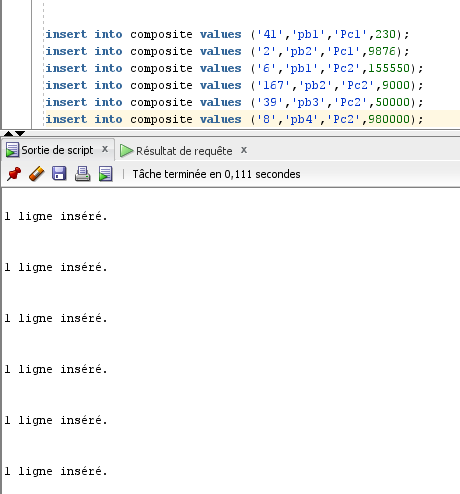 insert into composite values ('41','pb1','Pc1',230);
insert into composite values ('2','pb2','Pc1',9876);
insert into composite values ('6','pb1','Pc2',155550);
insert into composite values ('167','pb2','Pc2',9000);
insert into composite values ('39','pb3','Pc2',50000);
insert into composite values ('8','pb4','Pc2',980000);
Sortie de script x Résultat de requête x
Tâche terminée en 0,111 secondes
1 ligne inséré.
1 ligne inséré.
1 ligne inséré.
1 ligne inséré.
1 ligne inséré.
1 ligne inséré.